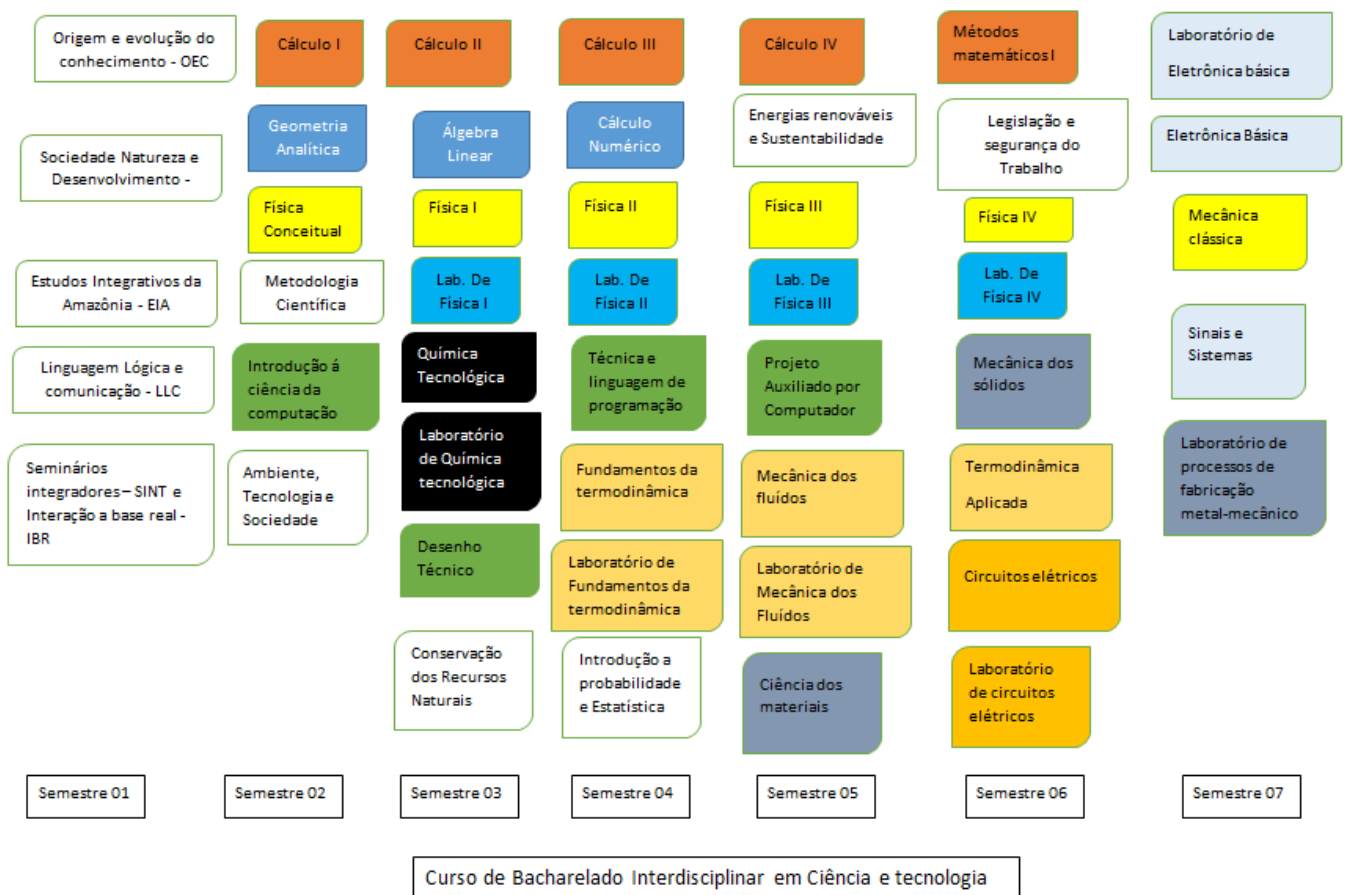 Origem e evolução do
conhecimento - OEC
Sociedade Natureza e
Desenvolvimento -
Estudos Integrativos da
Amazônia - EIA
Linguagem Lógica e
comunicação - LLC
Seminários
integradores– SINT e
Interação a base real -
IBR
Semestre 01
Cálculo I
Geometria
Analítica
Física
Conceitual
Metodologia
Científica
Introdução á
ciência da
computação
Ambiente,
Tecnologia e
Sociedade
Semestre 02
Cálculo II
Álgebra
Linear
Física I
Lab. De
Física I
Química
Tecnológica
Laboratório
de Química
tecnológica
Desenho
Técnico
Conservação
dos Recursos
Naturais
Semestre 03
Cálculo III
Cálculo
Numérico
Física II
Lab. De
Física II
Técnica e
linguagem de
programação
Fundamentos da
termodinâmica
Laboratório de
Fundamentos da
termodinâmica
Introdução a
probabilidade
e Estatística
Semestre 04
Cálculo IV
Energias renováveis
e Sustentabilidade
Física III
Lab. De
Física III
Projeto
Auxiliado por
Computador
Mecânica dos
fluídos
Laboratório de
Mecânica dos
Fluídos
Ciência dos
materiais
Semestre 05
Métodos
matemáticos I
Legislação e
segurança do
Trabalho
Física IV
Lab. De
Física IV
Mecânica dos
sólidos
Termodinâmica
Aplicada
Circuitos elétricos
Laboratório
de circuitos
elétricos
Semestre 06
Laboratório de
Eletrônica básica
Eletrônica Básica
Mecânica
clássica
Sinais e
Sistemas
Laboratório de
processos de
fabricação
metal-mecânico
Semestre 07
Curso de Bacharelado Interdisciplinar em Ciência e tecnologia